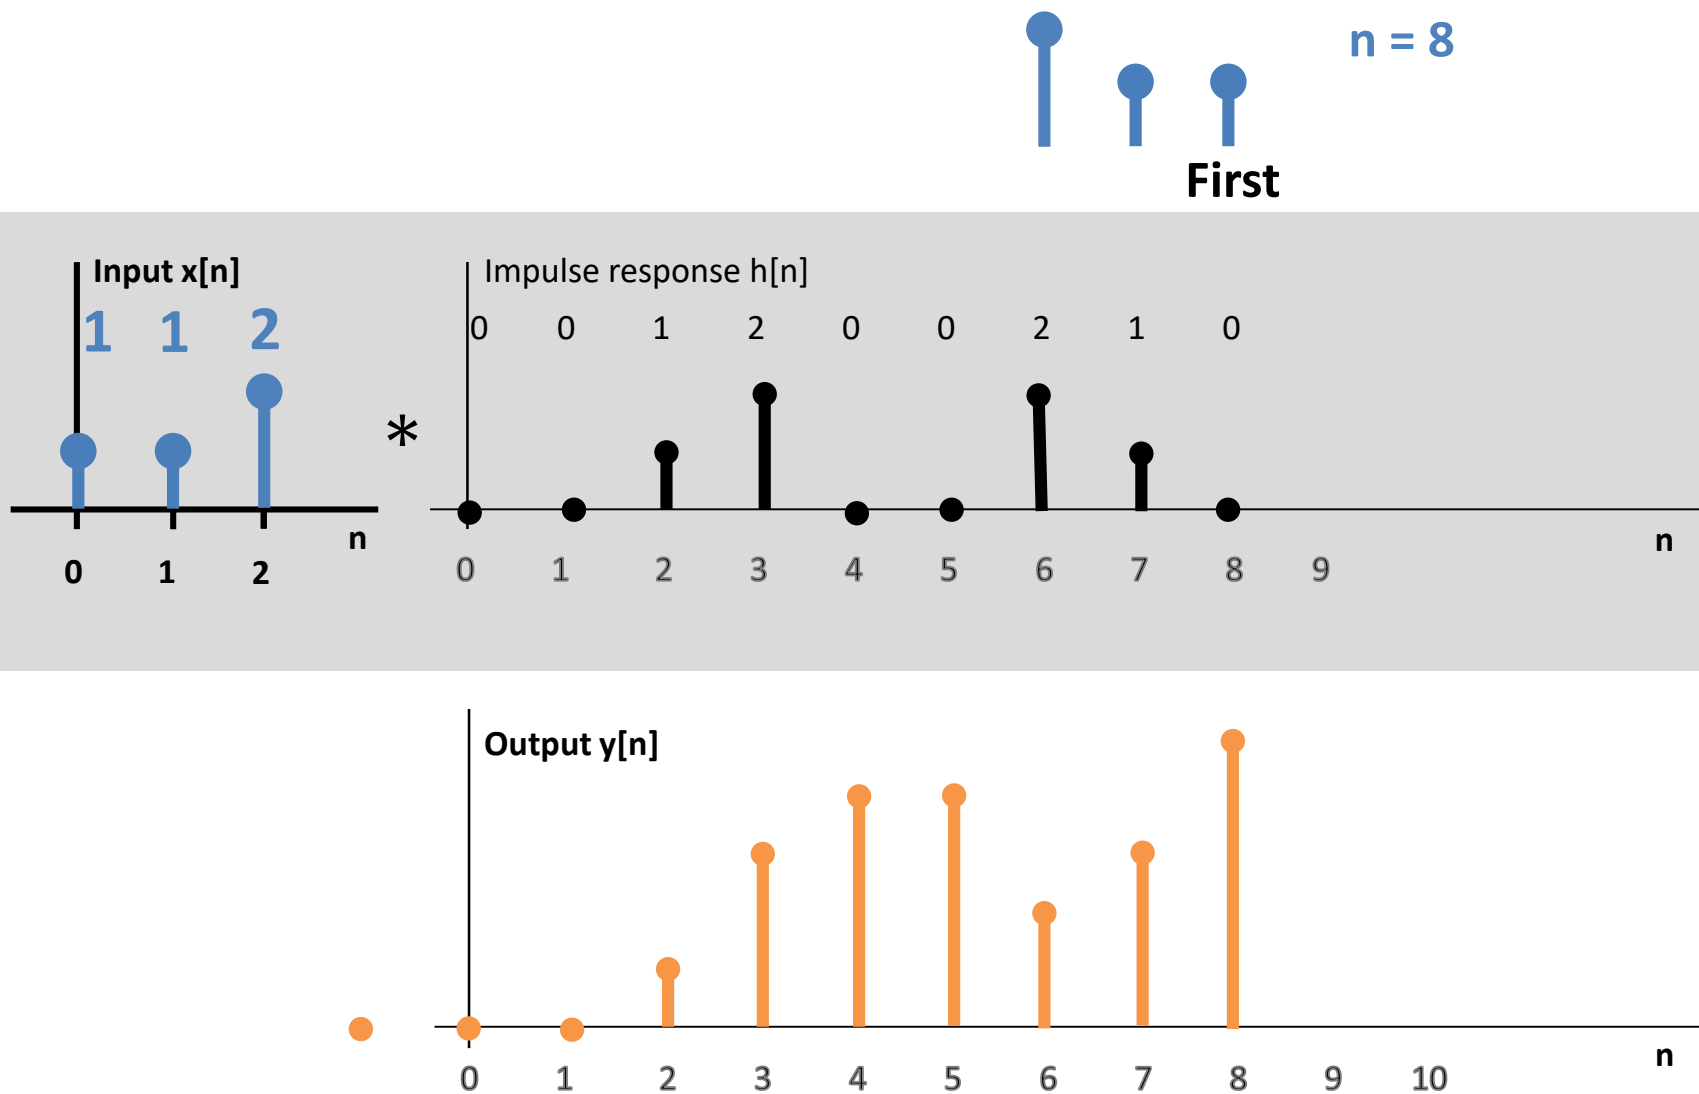 n = 8
First
Input x[n]
1 1 2
*
n
0 1 2
Impulse response h[n]
0 0 1 2 0 0 2 1 0
n
0 1 2 3 4 5 6 7 8 9
Output y[n]
n
0 1 2 3 4 5 6 7 8 9 10